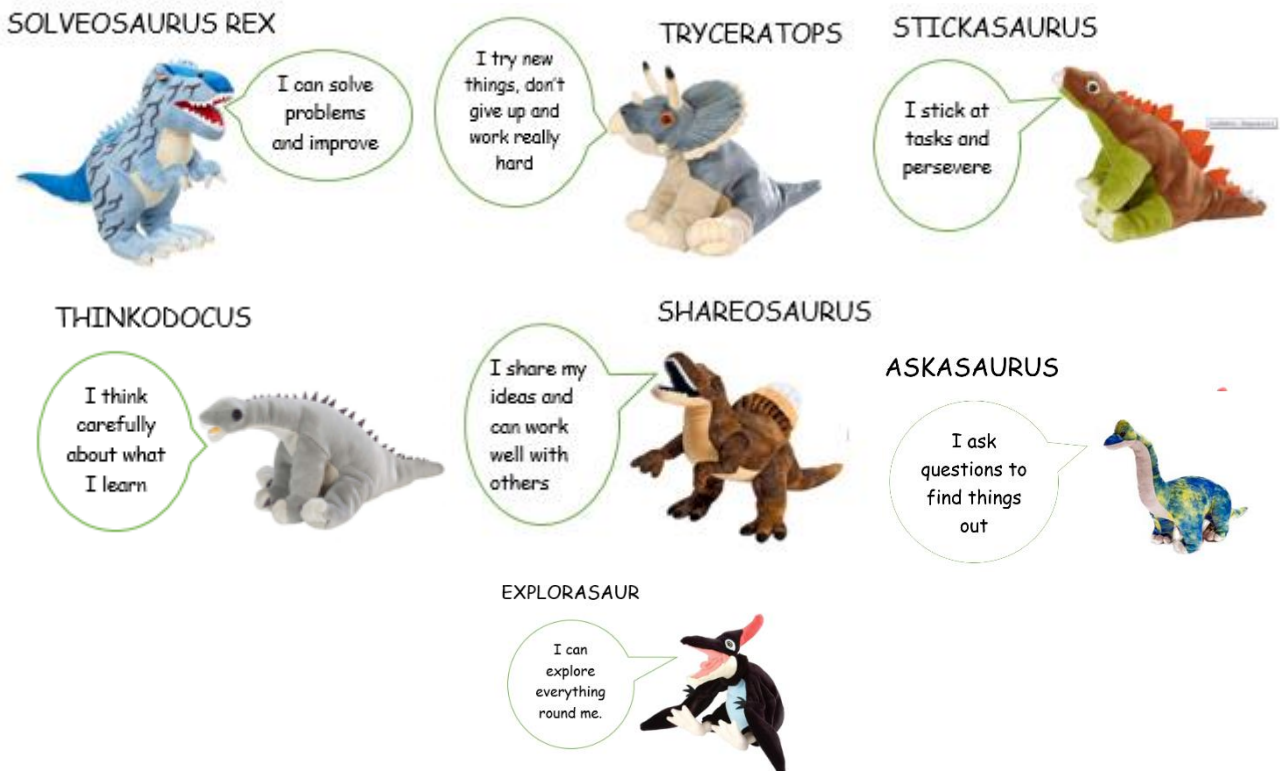 SOLVEOSAURUS REX
I can solve
problems
and improve
TRYCERATOPS
I try new
things, don't
give up and
work really
hard
STICKASAURUS
I stick at
tasks and
persevere
THINKODOCUS
I think
carefully
about what
I learn
SHAREOSAURUS
I share my
ideas and
can work
well with
others
ASKASAURUS
I ask
questions to
find things
out
EXPLORASAUR
I can
explore
everything
round me.